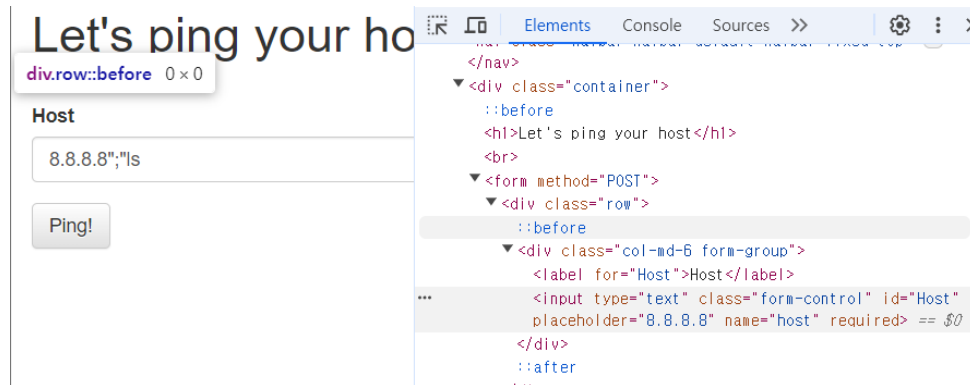 Let's ping your ho
div.row::before 0 × 0
Host
8.8.8.8";"ls
Ping!
Elements Console Sources
</nav>
<div class="container">
::before
<h1>Let's ping your host</h1>
<br>
<form method="POST">
<div class="row">
::before
<div class="col-md-6 form-group">
<label for="Host">Host</label>
<input type="text" class="form-control" id="Host"
placeholder="8.8.8.8" name="host" required> == $0
</div>
::after